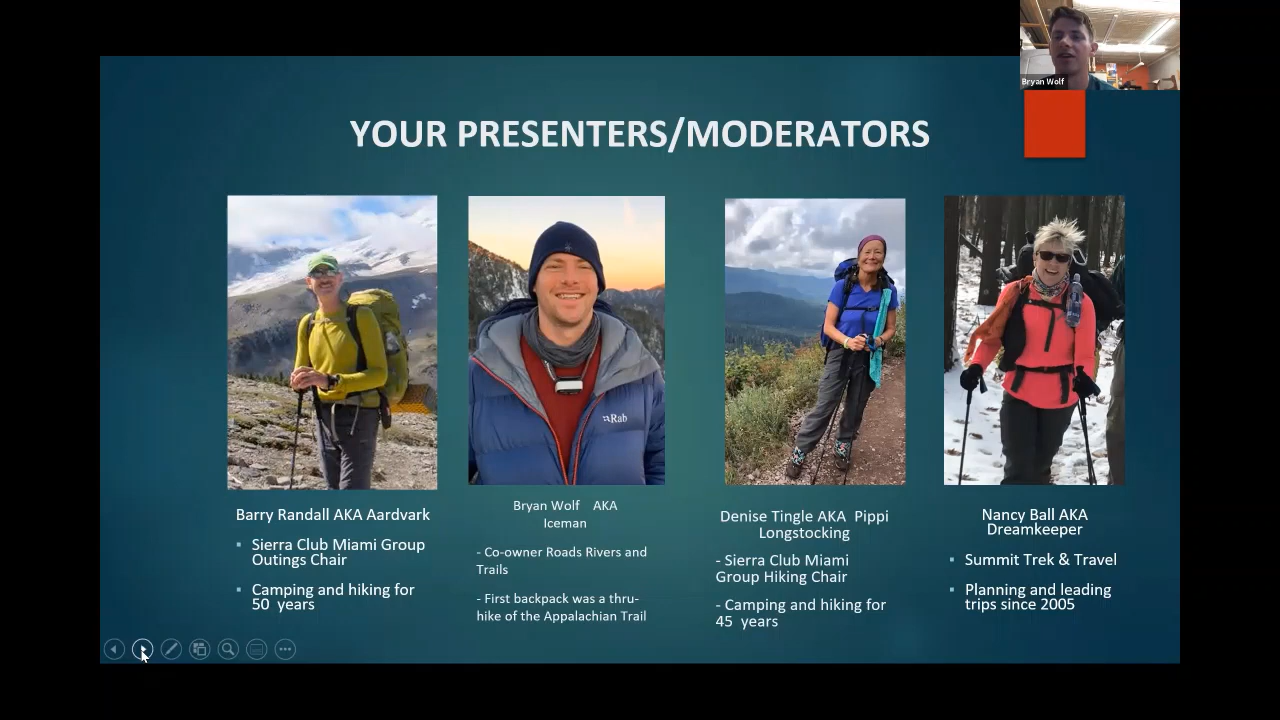 Bryan Wolf
YOUR PRESENTERS/MODERATORS
Rab
Barry Randall AKA Aardvark
▪ Sierra Club Miami Group
Outings Chair
▪ Camping and hiking for
50 years
Bryan Wolf AKA
Iceman
- Co-owner Roads Rivers and
Trails
- First backpack was a thru-
hike of the Appalachian Trail
Denise Tingle AKA Pippi
Longstocking
- Sierra Club Miami
Group Hiking Chair
- Camping and hiking for
45 years
Nancy Ball AKA
Dreamkeeper
▪ Summit Trek & Travel
▪ Planning and leading
trips since 2005